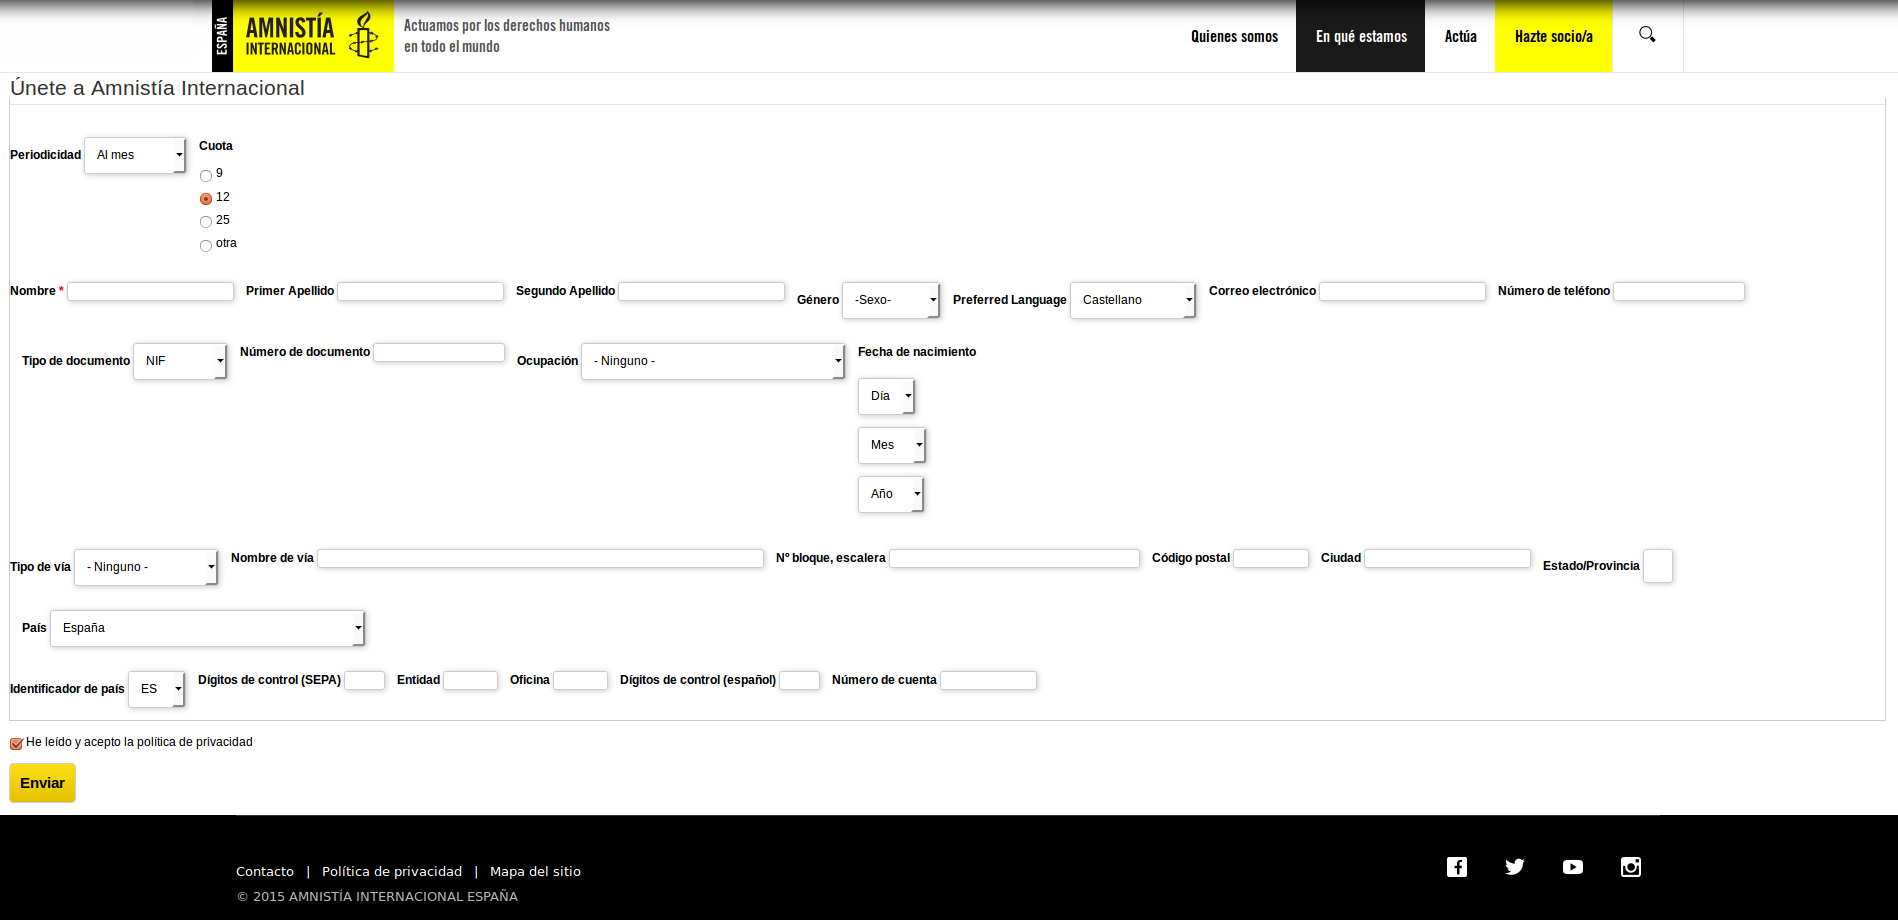 ESPAÑA
AMNISTÍA
INTERNACIONAL
Actuamos por los derechos humanos
en todo el mundo
Quienes somos
En qué estamos
Actúa
Hazte socio/a
Únete a Amnistía Internacional
Periodicidad Al mes
Cuota
9
12
25
otra
Nombre * Primer Apellido Segundo Apellido Género -Sexo- Preferred Language Castellano Correo electrónico Número de teléfono
Tipo de documento NIF Número de documento Ocupación - Ninguno - Fecha de nacimiento
Día
Mes
Año
Tipo de vía - Ninguno - Nombre de vía Nº bloque, escalera Código postal Ciudad Estado/Provincia
País España
Identificador de país ES Dígitos de control (SEPA) Entidad Oficina Dígitos de control (español) Número de cuenta
He leído y acepto la política de privacidad
Enviar
Contacto | Política de privacidad | Mapa del sitio
© 2015 AMNISTÍA INTERNACIONAL ESPAÑA